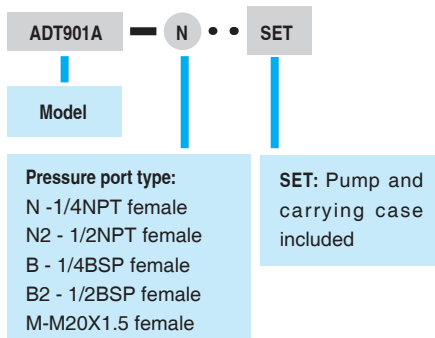 ADT901A — N • • SET
Model
Pressure port type:
N -1/4NPT female
N2 - 1/2NPT female
B - 1/4BSP female
B2 - 1/2BSP female
M-M20X1.5 female
SET: Pump and
carrying case
included